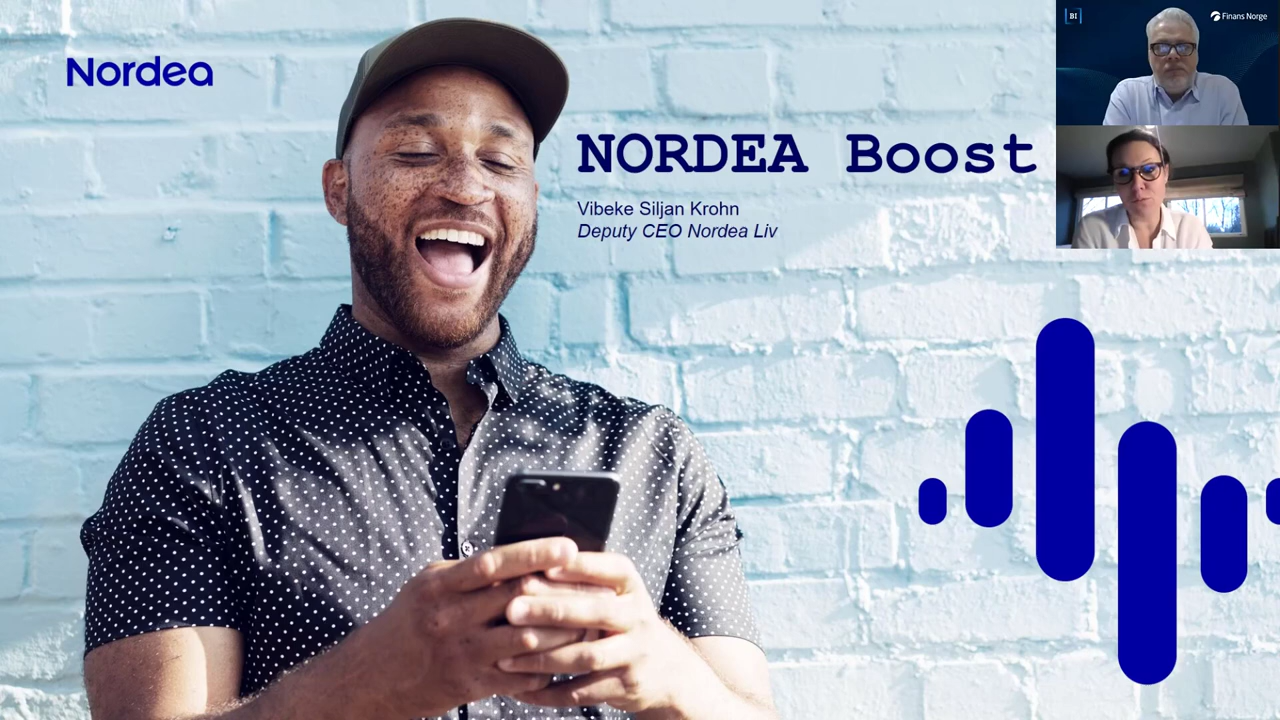 Nordea
NORDEA Boost
Vibeke Siljan Krohn
Deputy CEO Nordea Liv
BI
Finans Norge